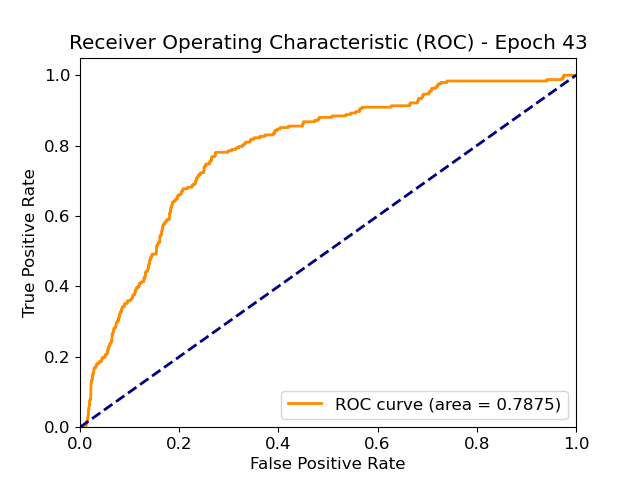 Receiver Operating Characteristic (ROC) - Epoch 43
1.0
0.8
0.6
0.4
0.2
0.0
True Positive Rate
ROC curve (area = 0.7875)
0.0 0.2 0.4 0.6 0.8 1.0
False Positive Rate